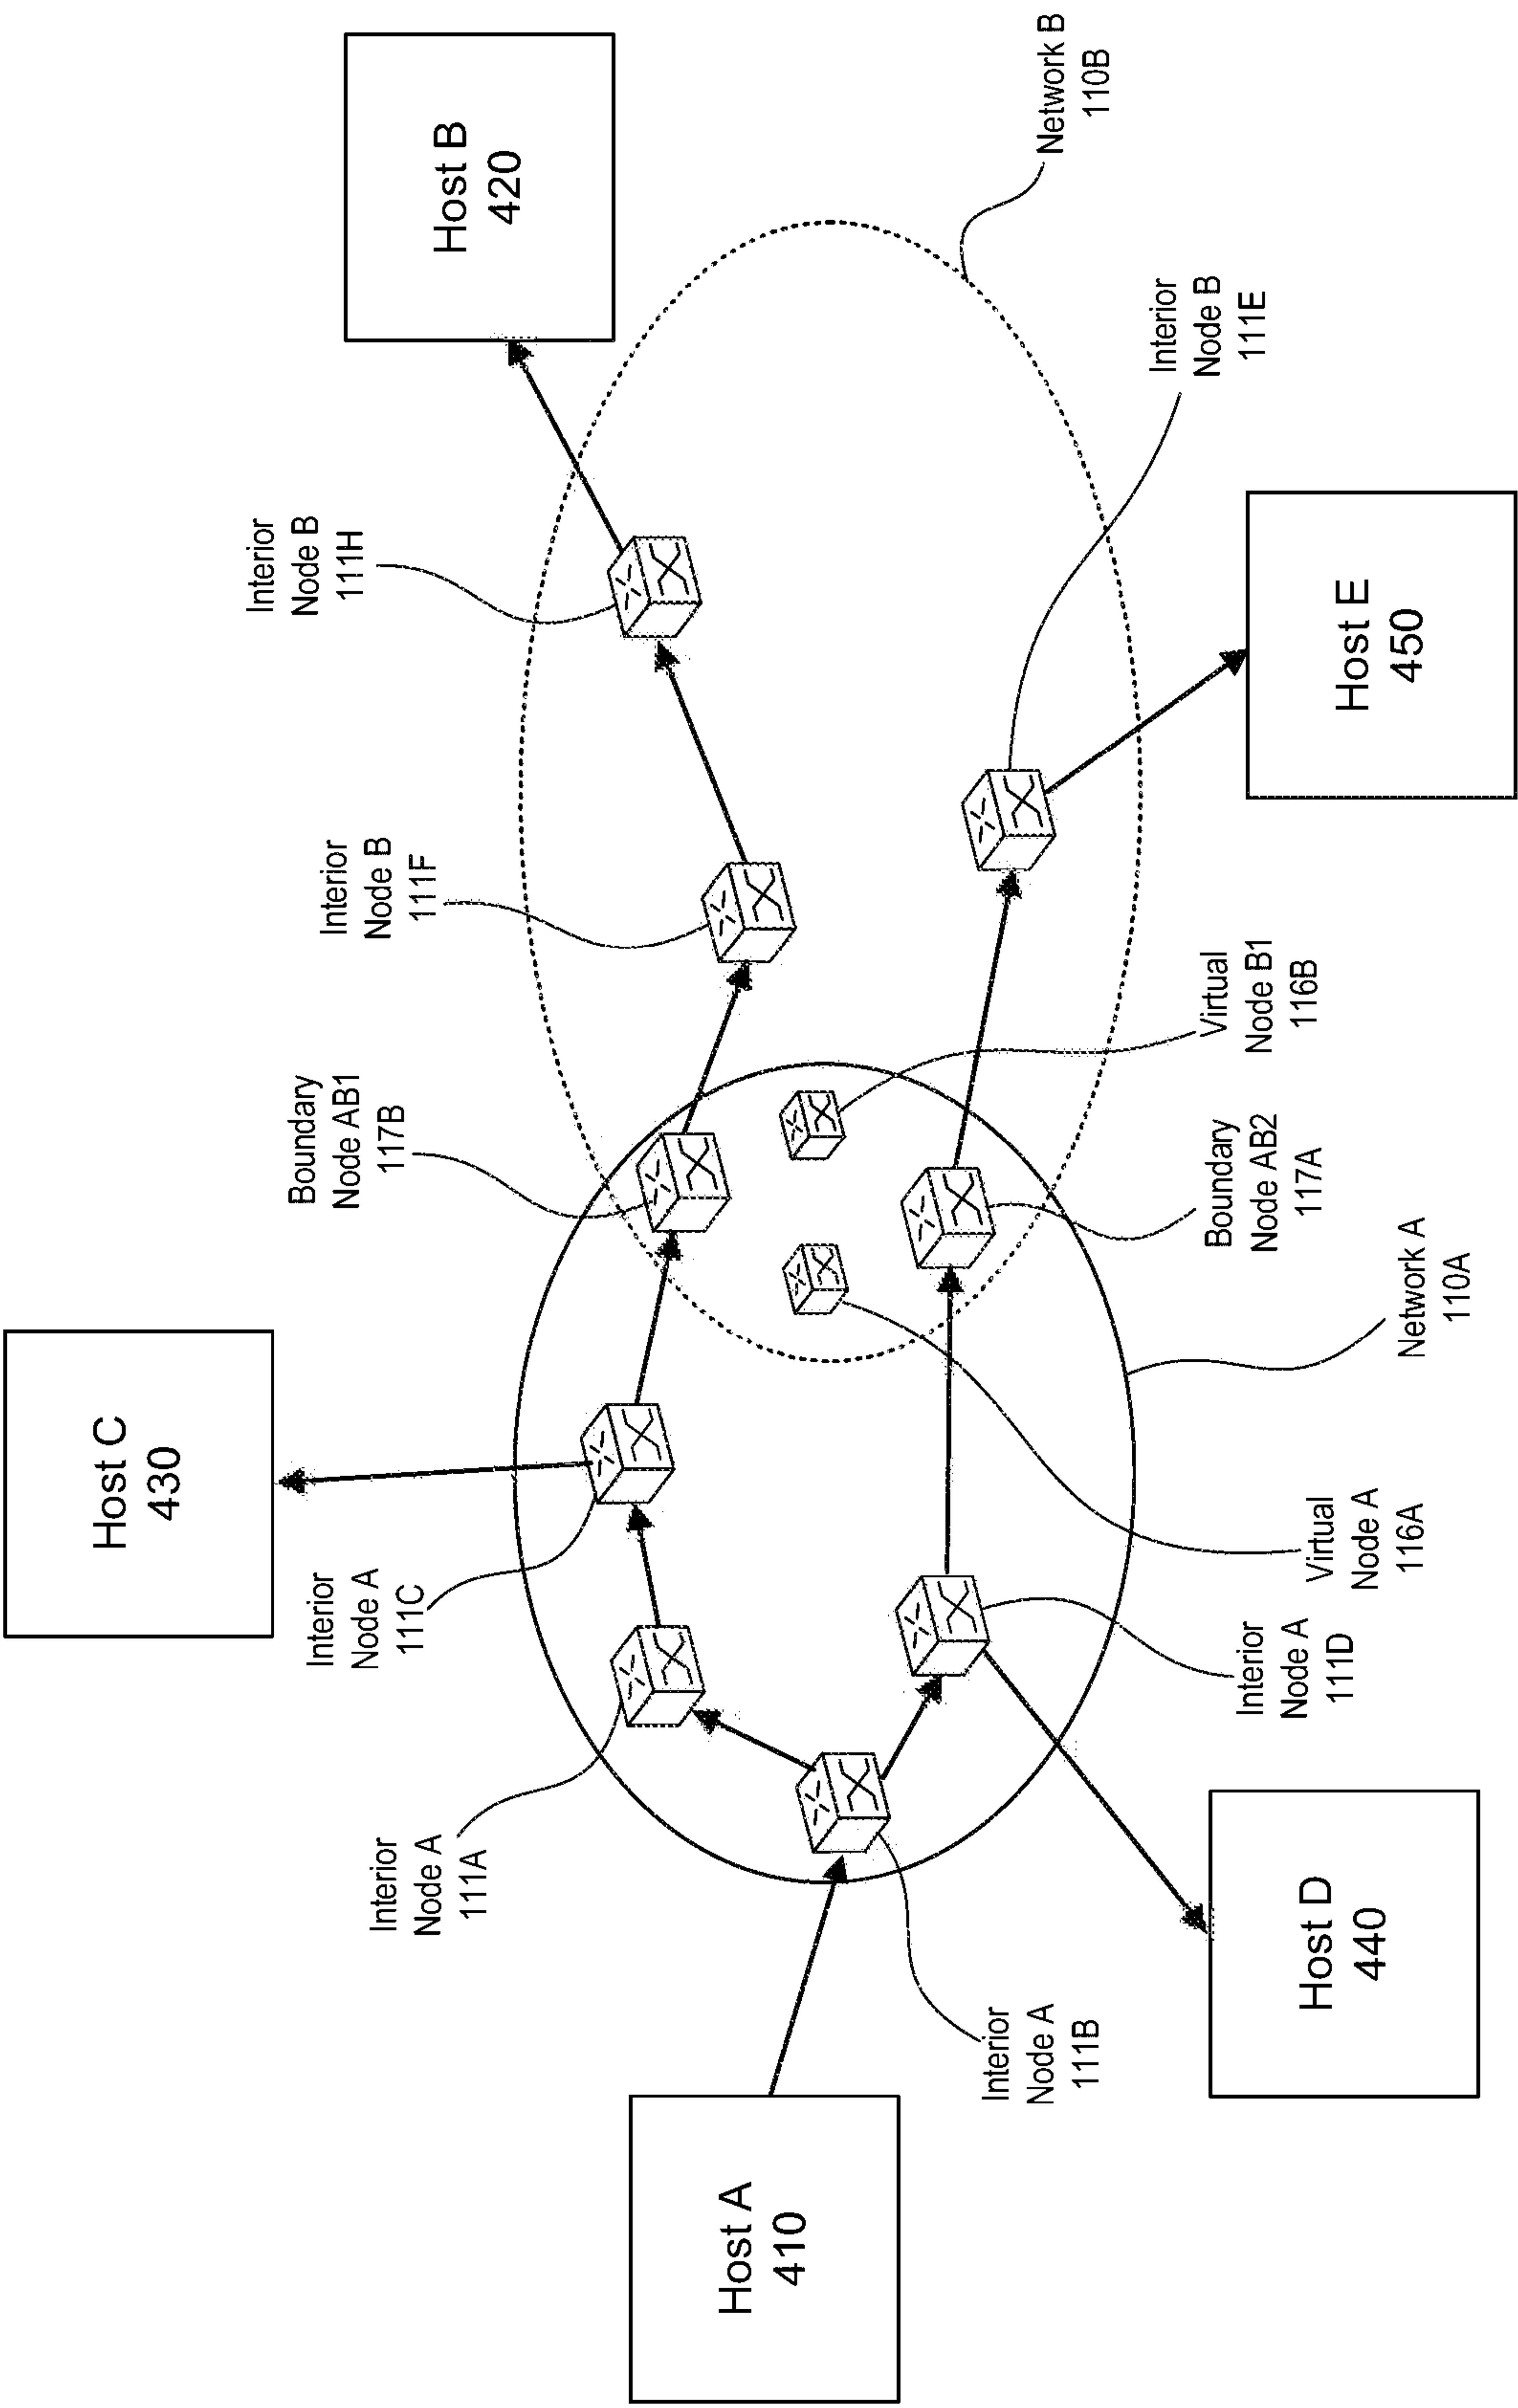 Host C
430
Host B
420
Interior
Node A
111A
Interior
Node A
111C
Boundary
Node AB1
117B
Interior
Node B
111F
Interior
Node B
111H
Host A
410
Interior
Node A
111B
Host D
440
Interior
Node A
111D
Virtual
Node A
116A
Network A
110A
Boundary
Node AB2
117A
Virtual
Node B1
116B
Host E
450
Interior
Node B
111E
Network B
110B